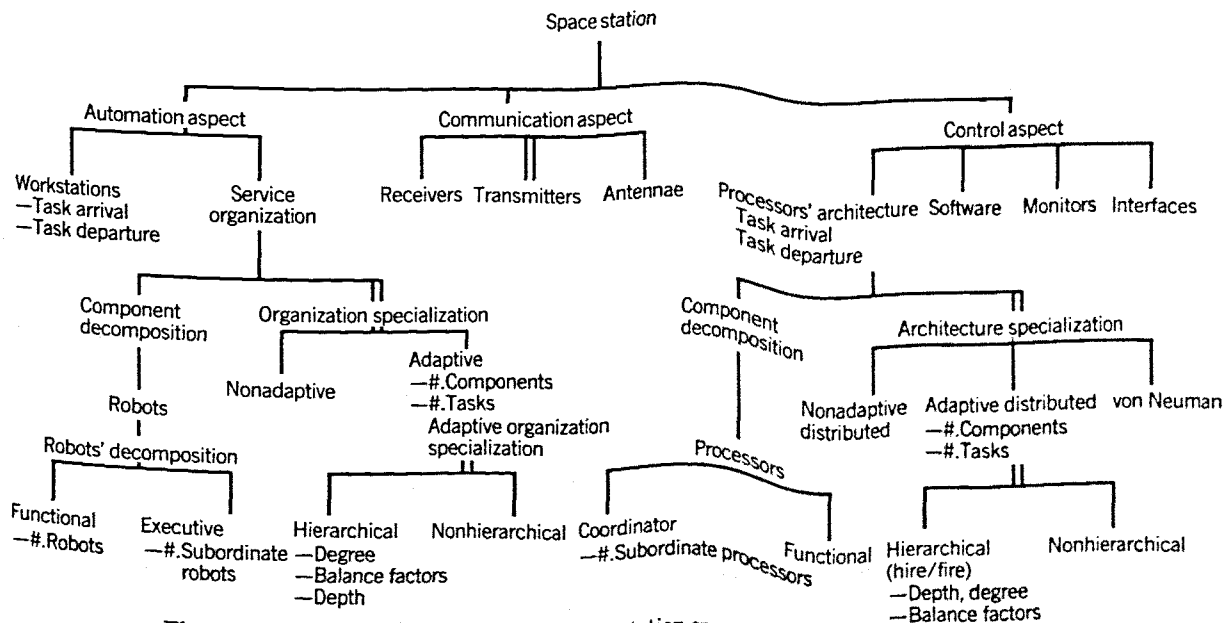 Space station
Automation aspect
Communication aspect
Control aspect
Workstations
—Task arrival
—Task departure
Service
organization
Receivers
Transmitters
Antennae
Processors' architecture
Task arrival
Task departure
Software
Monitors
Interfaces
Component
decomposition
Organization specialization
Component
decomposition
Architecture specialization
Nonadaptive
Adaptive
—#.Components
—#.Tasks
Adaptive organization
specialization
Robots
Robots' decomposition
Nonadaptive
distributed
Adaptive distributed
—#.Components
—#.Tasks
von Neuman
Processors
Functional
—#.Robots
Executive
—#.Subordinate
robots
Hierarchical
—Degree
—Balance factors
—Depth
Nonhierarchical
Coordinator
—#.Subordinate processors
Functional
Hierarchical
(hire/fire)
—Depth, degree
—Balance factors
Nonhierarchical